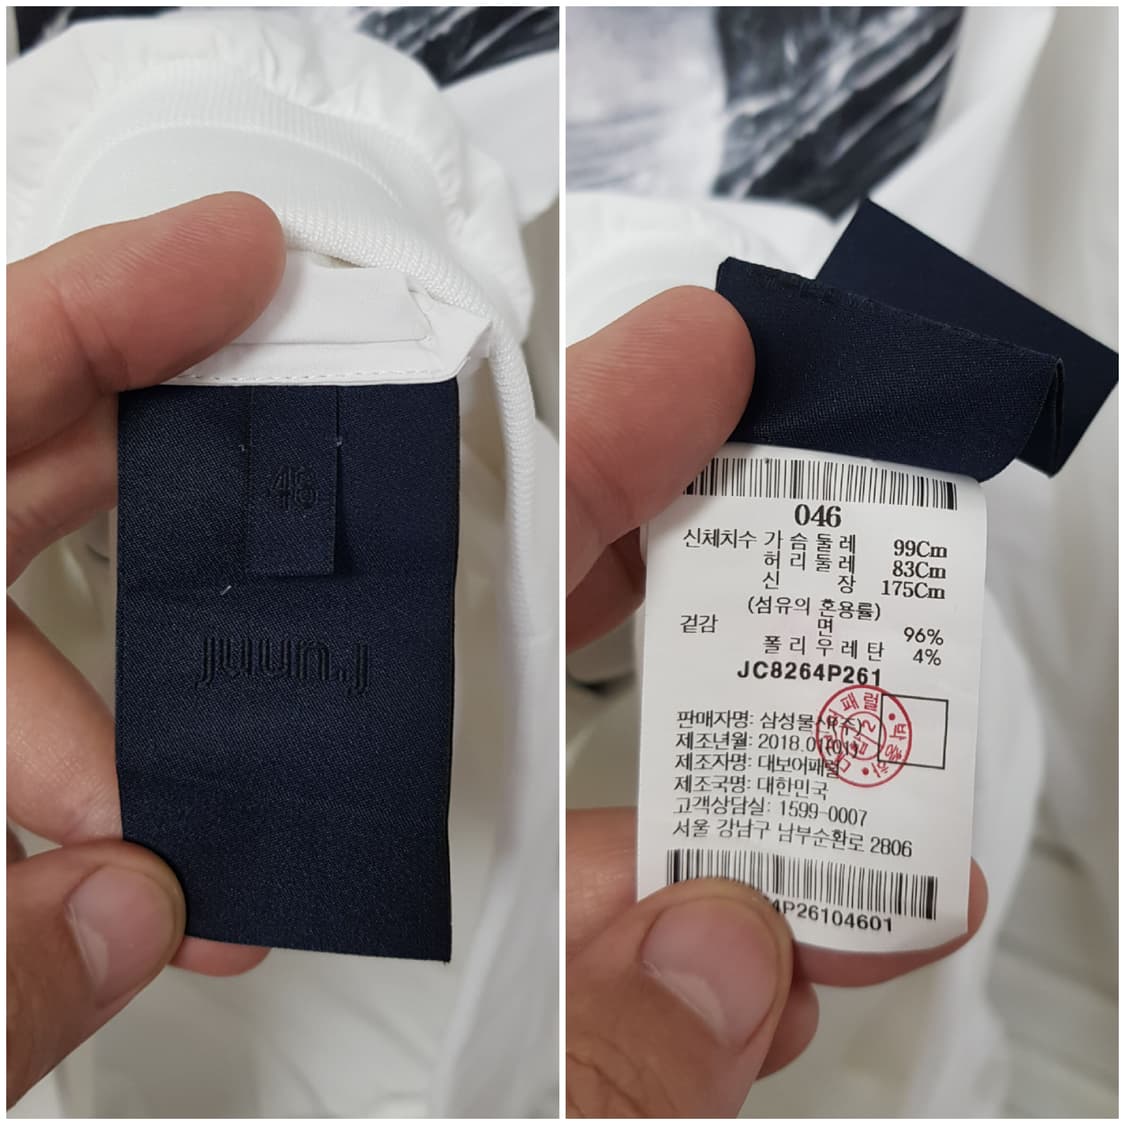 46
juun.j
046
신체치수 가 슴 둘 레 99Cm
허 리 둘 레 83Cm
신 장 175Cm
(섬유의 혼용률)
겉감 면 96%
폴 리 우 레 탄 4%
JC8264P261
판매자명: 삼성물산(주)
제조년월: 2018.01(01)
제조자명: 대보어패럴
제조국명: 대한민국
고객상담실: 1599-0007
서울 강남구 남부순환로 2806
4P26104601